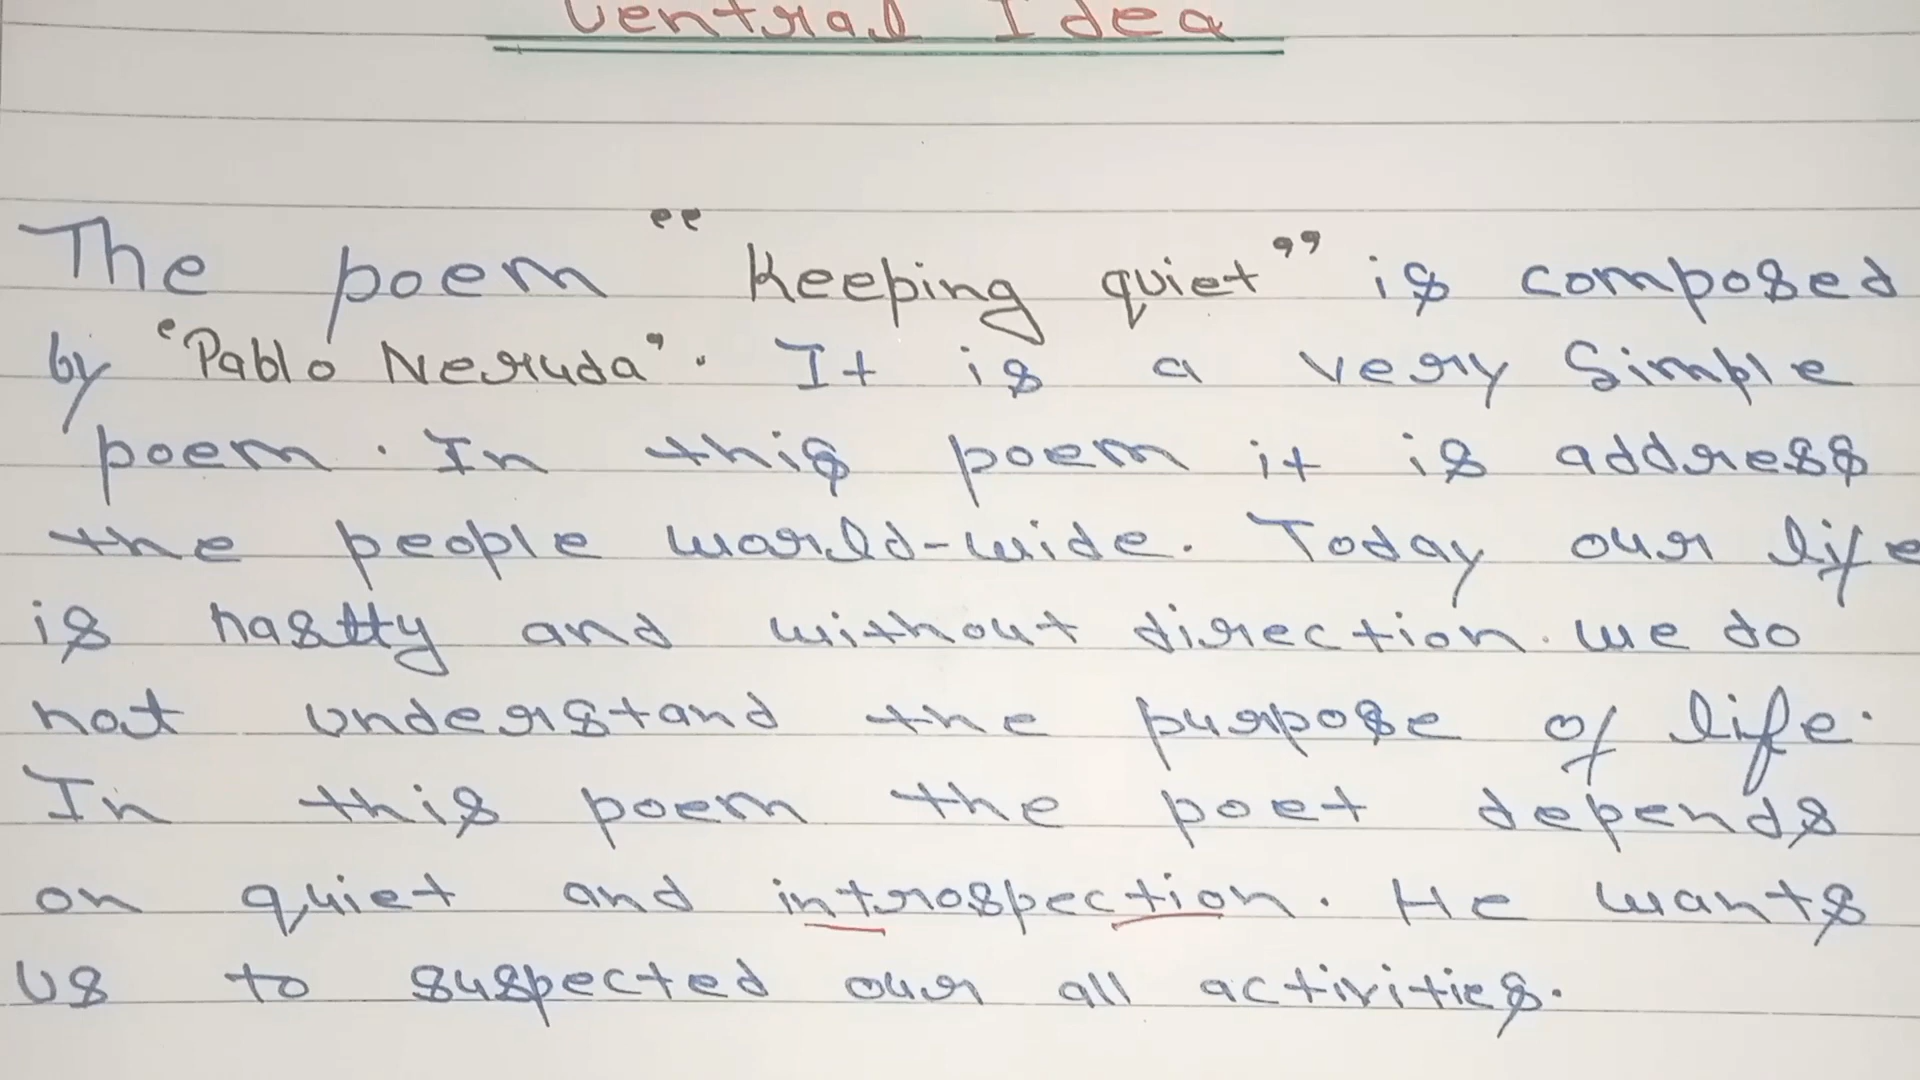 Central Idea
The poem "Keeping quiet" is composed
by 'Pablo Neruda'. It is a very Simple
poem. In this poem it is address
the people world-wide. Today our life
is hastty and without direction. we do
not understand the purpose of life.
In this poem the poet depends
on quiet and introspection. He wants
us to suspected our all activities.